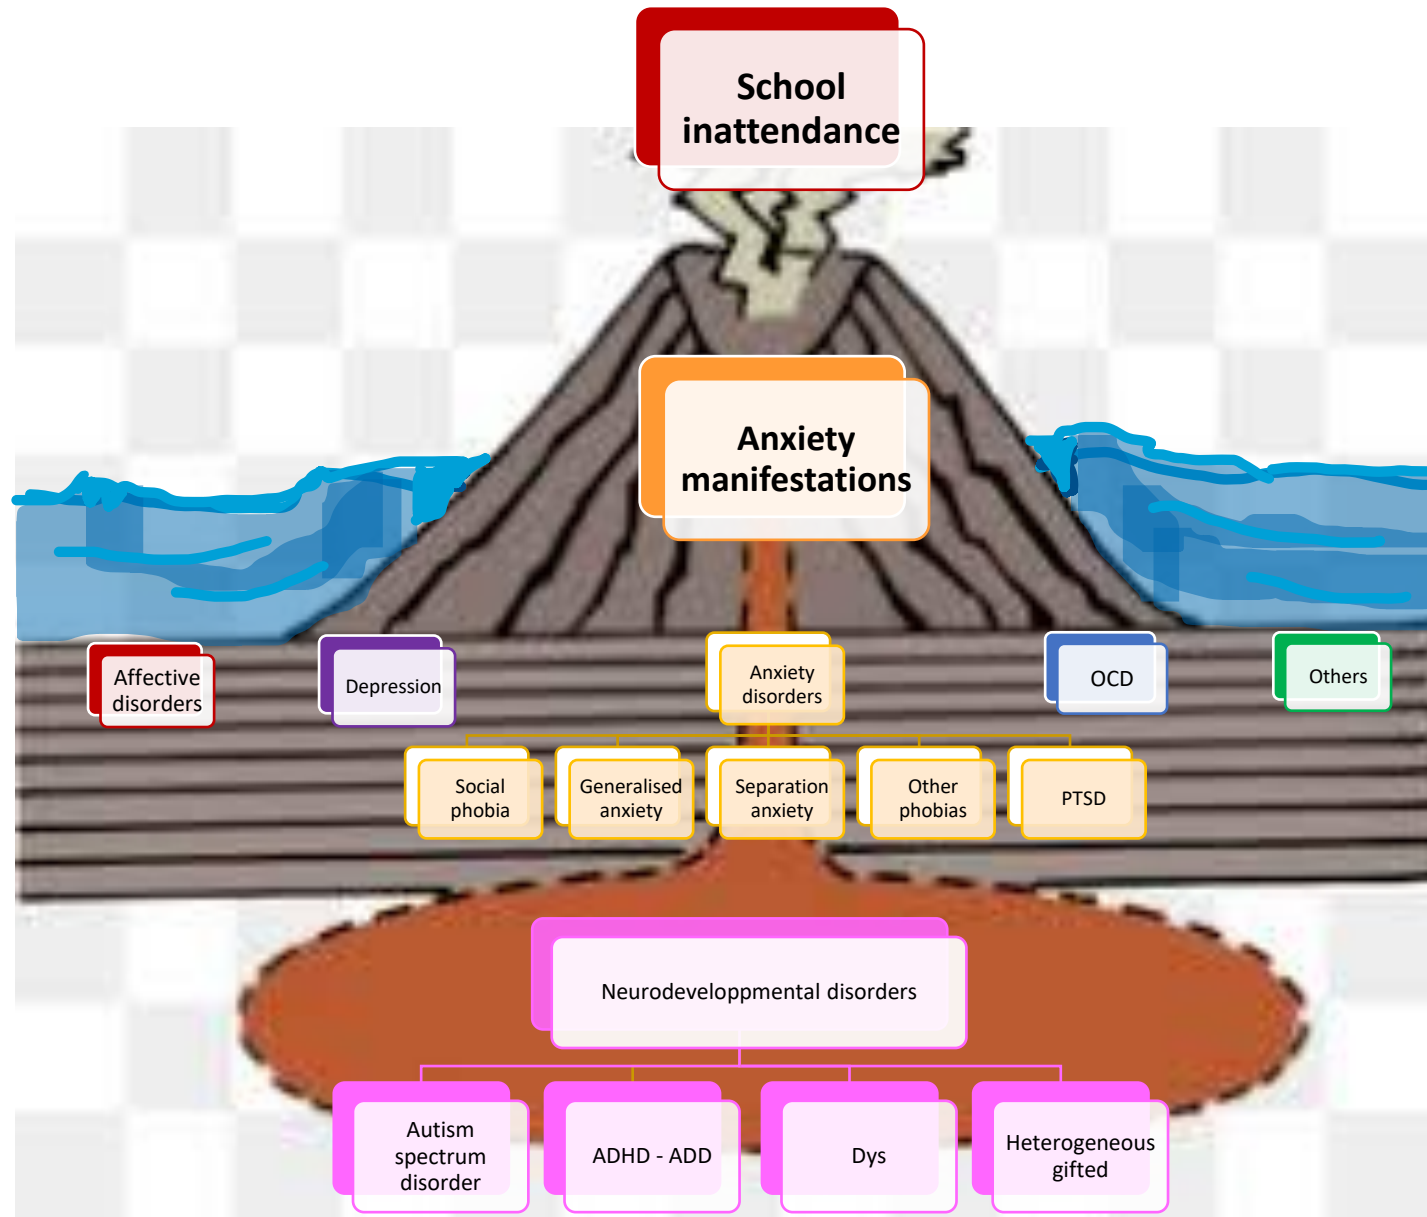 School
inattendance
Anxiety
manifestations
Affective
disorders
Depression
Anxiety
disorders
OCD
Others
Social
phobia
Generalised
anxiety
Separation
anxiety
Other
phobias
PTSD
Neurodeveloppmental disorders
Autism
spectrum
disorder
ADHD - ADD
Dys
Heterogeneous
gifted